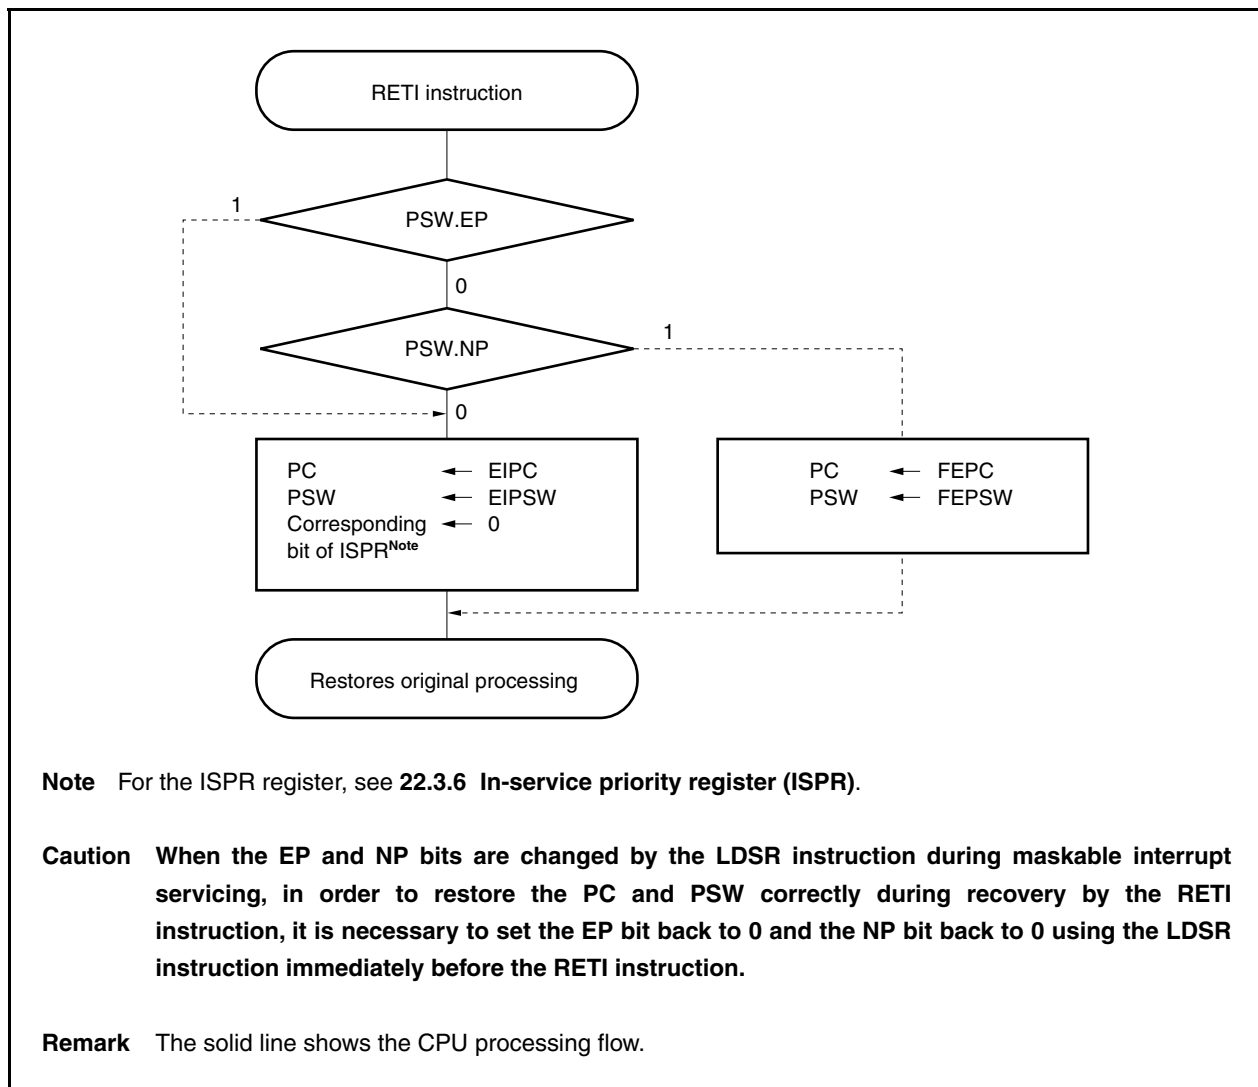 RETI instruction
1
PSW.EP
0
PSW.NP
1
0
PC ← EIPC
PSW ← EIPSW
Corresponding ← 0
bit of ISPRNote
PC ← FEPC
PSW ← FEPSW
Restores original processing
Note For the ISPR register, see 22.3.6 In-service priority register (ISPR).
Caution When the EP and NP bits are changed by the LDSR instruction during maskable interrupt
servicing, in order to restore the PC and PSW correctly during recovery by the RETI
instruction, it is necessary to set the EP bit back to 0 and the NP bit back to 0 using the LDSR
instruction immediately before the RETI instruction.
Remark The solid line shows the CPU processing flow.